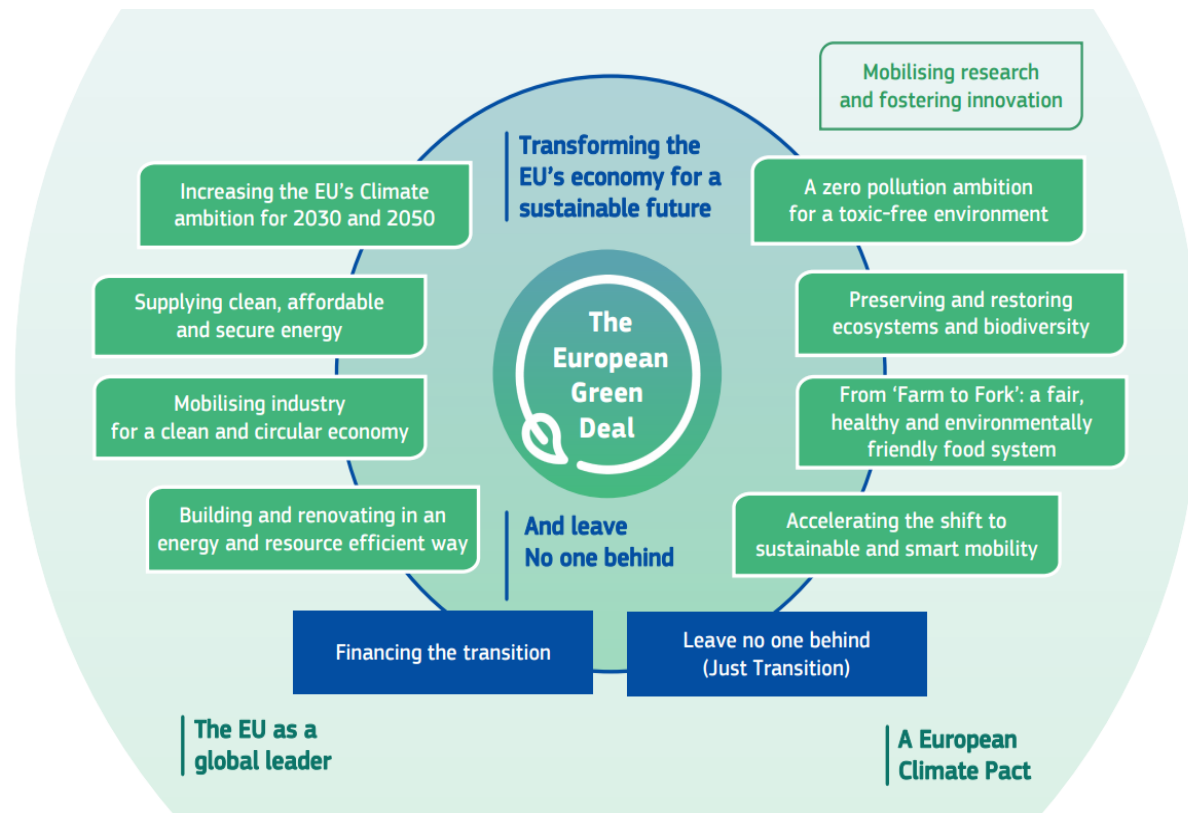 Mobilising research
and fostering innovation
Transforming the
EU's economy for a
sustainable future
Increasing the EU's Climate
ambition for 2030 and 2050
A zero pollution ambition
for a toxic-free environment
Supplying clean, affordable
and secure energy
Preserving and restoring
ecosystems and biodiversity
The
European
Green
Deal
Mobilising industry
for a clean and circular economy
From ‘Farm to Fork’: a fair,
healthy and environmentally
friendly food system
Building and renovating in an
energy and resource efficient way
And leave
No one behind
Accelerating the shift to
sustainable and smart mobility
Financing the transition
Leave no one behind
(Just Transition)
The EU as a
global leader
A European
Climate Pact